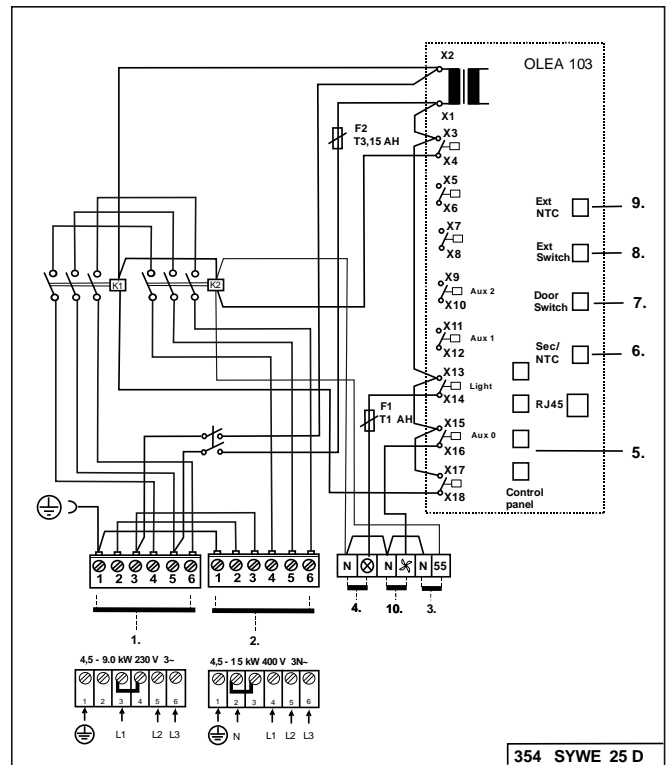 X2
OLEA 103
X1
F2
T3,15 AH
X3
X4
X5
X6
X7
X8
X9
X10
Aux 2
X11
X12
Aux 1
X13
X14
Light
X15
X16
Aux 0
X17
X18
Ext
NTC
9.
Ext
Switch
8.
Door
Switch
7.
Sec/
NTC
6.
RJ45
5.
Control
panel
K1
K2
F1
T1 AH
1 2 3 4 5 6
1 2 3 4 5 6
N N N 55
4. 10. 3.
1. 2.
4,5 - 9.0 kW 230 V 3~
1 2 3 4 5 6
L1 L2 L3
4,5 - 15 kW 400 V 3N~
1 2 3 4 5 6
N L1 L2 L3
354 SYWE 25 D